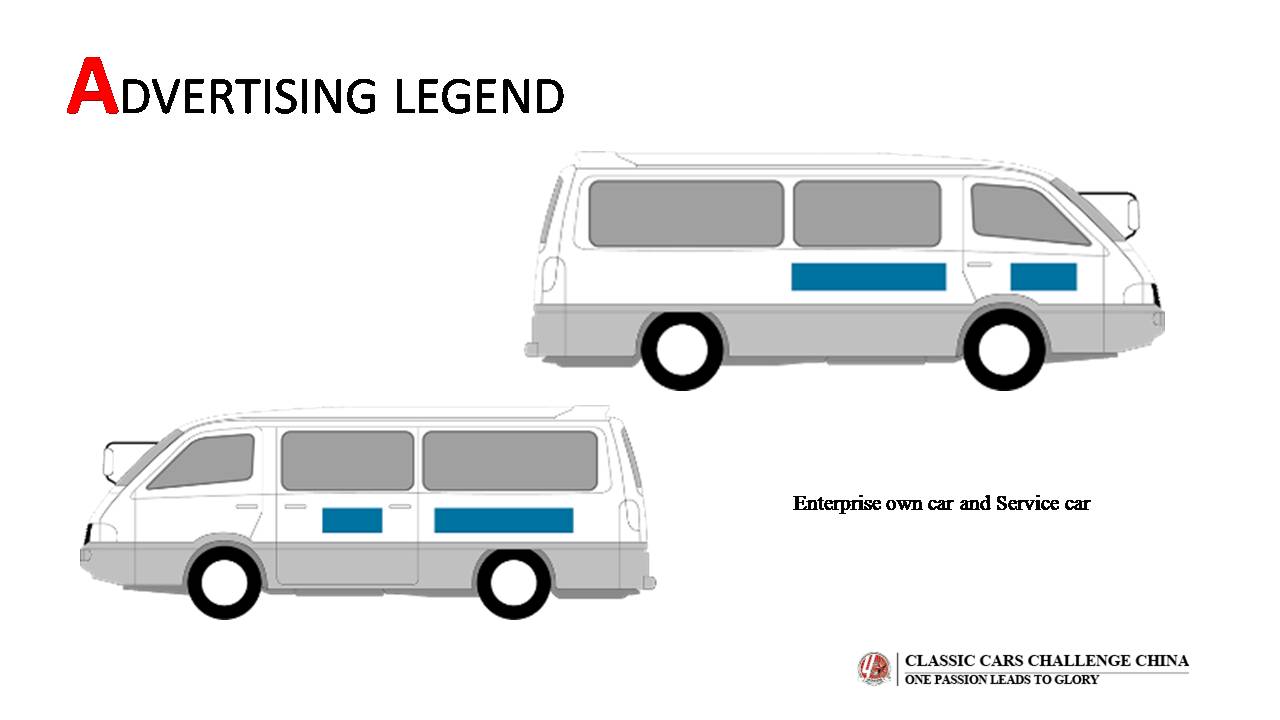 ADVERTISING LEGEND
Enterprise own car and Service car
CLASSIC CARS CHALLENGE CHINA
ONE PASSION LEADS TO GLORY